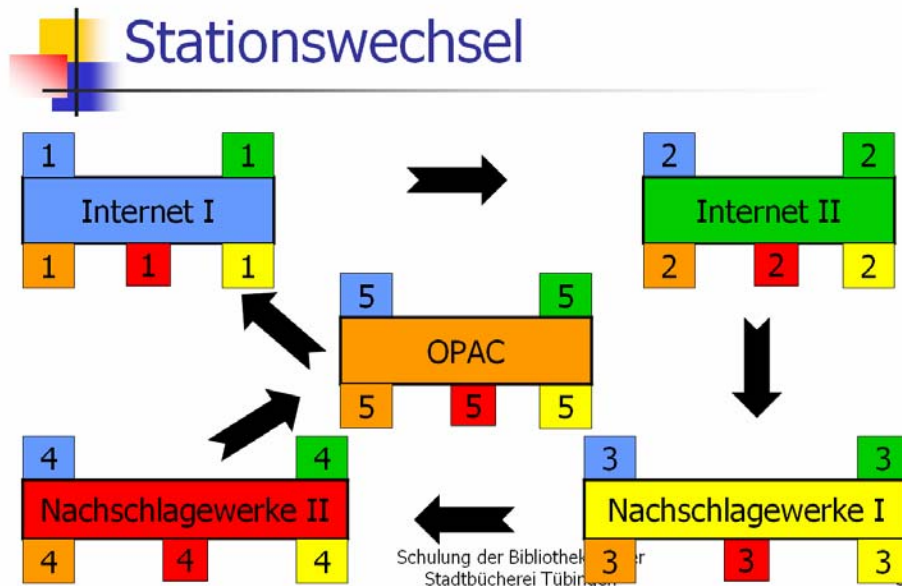 Stationswechsel
1 1
Internet I
1 1 1
2 2
Internet II
2 2 2
5 5
OPAC
5 5 5
4 4
Nachschlagewerke II
4 4 4
3 3
Nachschlagewerke I
3 3 3
Schulung der
Stadtbücherei